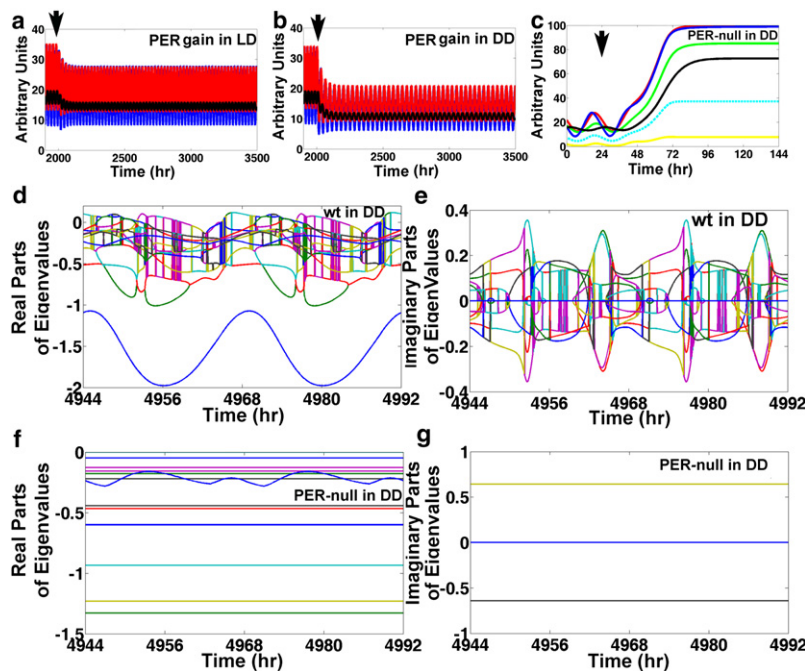 a
PER gain in LD
Arbitrary Units
40
30
20
10
0
2000
2500
3000
3500
Time (hr)
b
PER gain in DD
Arbitrary Units
40
30
20
10
0
2000
2500
3000
3500
Time (hr)
c
PER-null in DD
Arbitrary Units
100
80
60
40
20
0
0
24
48
72
96
120
144
Time (hr)
d
wt in DD
Real Parts
of EigenValues
0
-0.5
-1
-1.5
-2
4944
4956
4968
4980
4992
Time (hr)
e
wt in DD
Imaginary Parts
of EigenValues
0.4
0.2
0
-0.2
-0.4
4944
4956
4968
4980
4992
Time (hr)
f
PER-null in DD
Real Parts
of Eigenvalues
0
-0.5
-1
-1.5
4944
4956
4968
4980
4992
Time (hr)
g
PER-null in DD
Imaginary Parts
of Eigenvalues
1
0.5
0
-0.5
-1
4944
4956
4968
4980
4992
Time (hr)